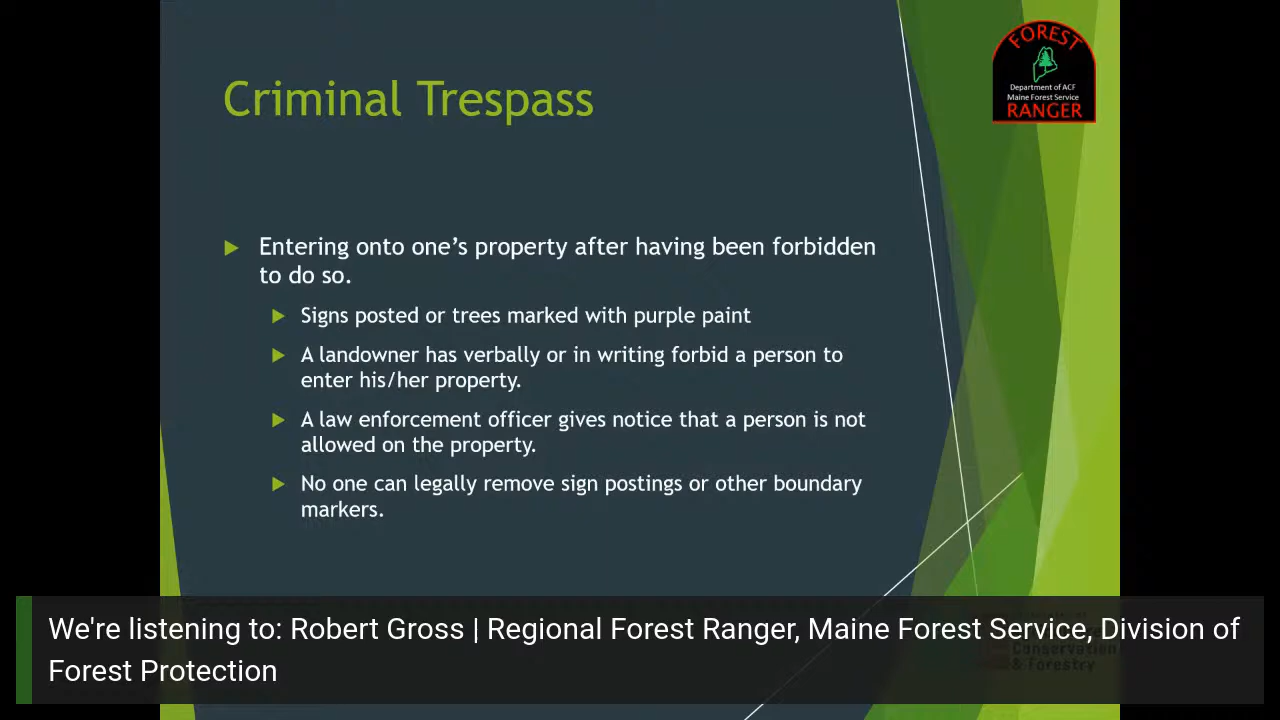 Criminal Trespass
FOREST
Department of ACF
Maine Forest Service
RANGER
Entering onto one's property after having been forbidden
to do so.
Signs posted or trees marked with purple paint
A landowner has verbally or in writing forbid a person to
enter his/her property.
A law enforcement officer gives notice that a person is not
allowed on the property.
No one can legally remove sign postings or other boundary
markers.
We're listening to: Robert Gross | Regional Forest Ranger, Maine Forest Service, Division of
Forest Protection
Conservation
& Forestry